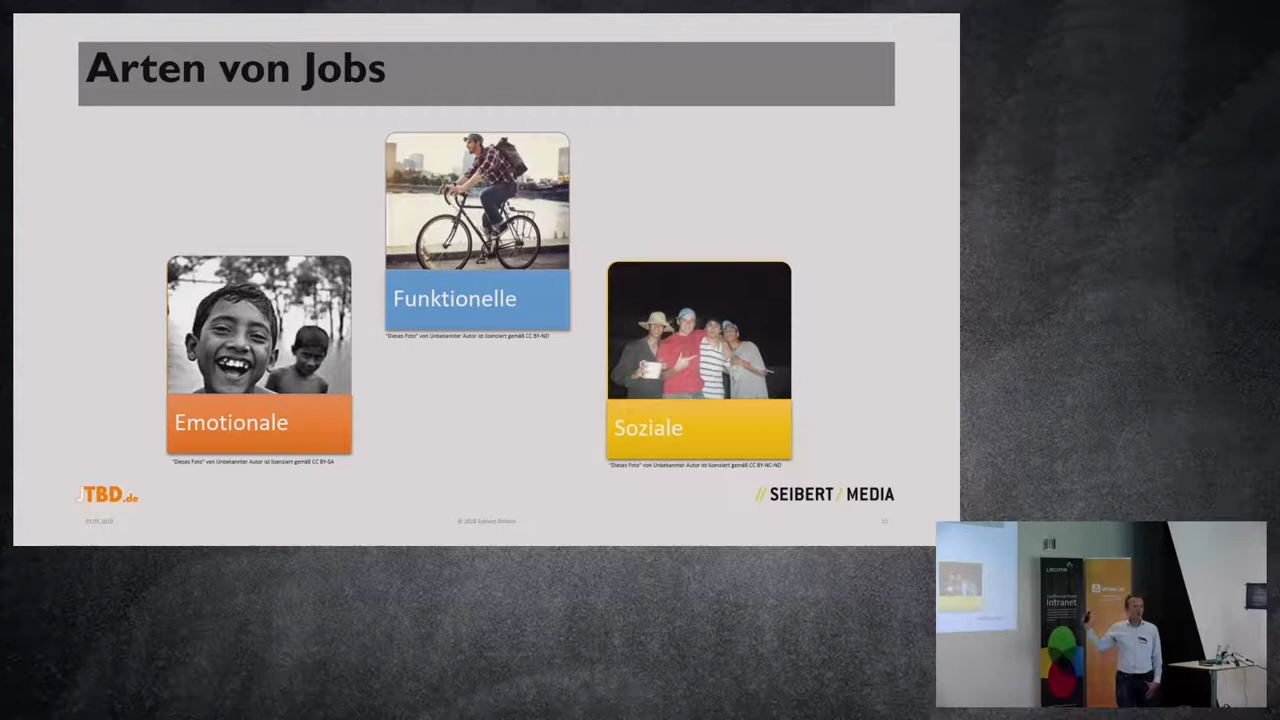 Arten von Jobs
Funktionelle
"Dieses Foto" von Unbekannter Autor ist lizenziert gemäß CC BY-ND
Emotionale
"Dieses Foto" von Unbekannter Autor ist lizenziert gemäß CC BY-SA
Soziale
"Dieses Foto" von Unbekannter Autor ist lizenziert gemäß CC BY-NC-ND
JTBD.de
// SEIBERT / MEDIA
Intranet